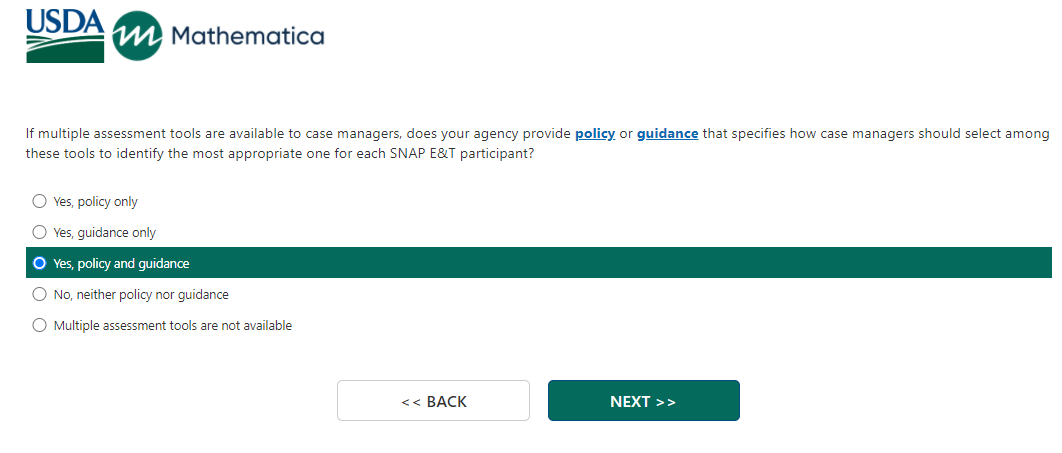 USDA Mathematica
If multiple assessment tools are available to case managers, does your agency provide policy or guidance that specifies how case managers should select among
these tools to identify the most appropriate one for each SNAP E&T participant?
Yes, policy only
Yes, guidance only
Yes, policy and guidance
No, neither policy nor guidance
Multiple assessment tools are not available
<< BACK NEXT >>